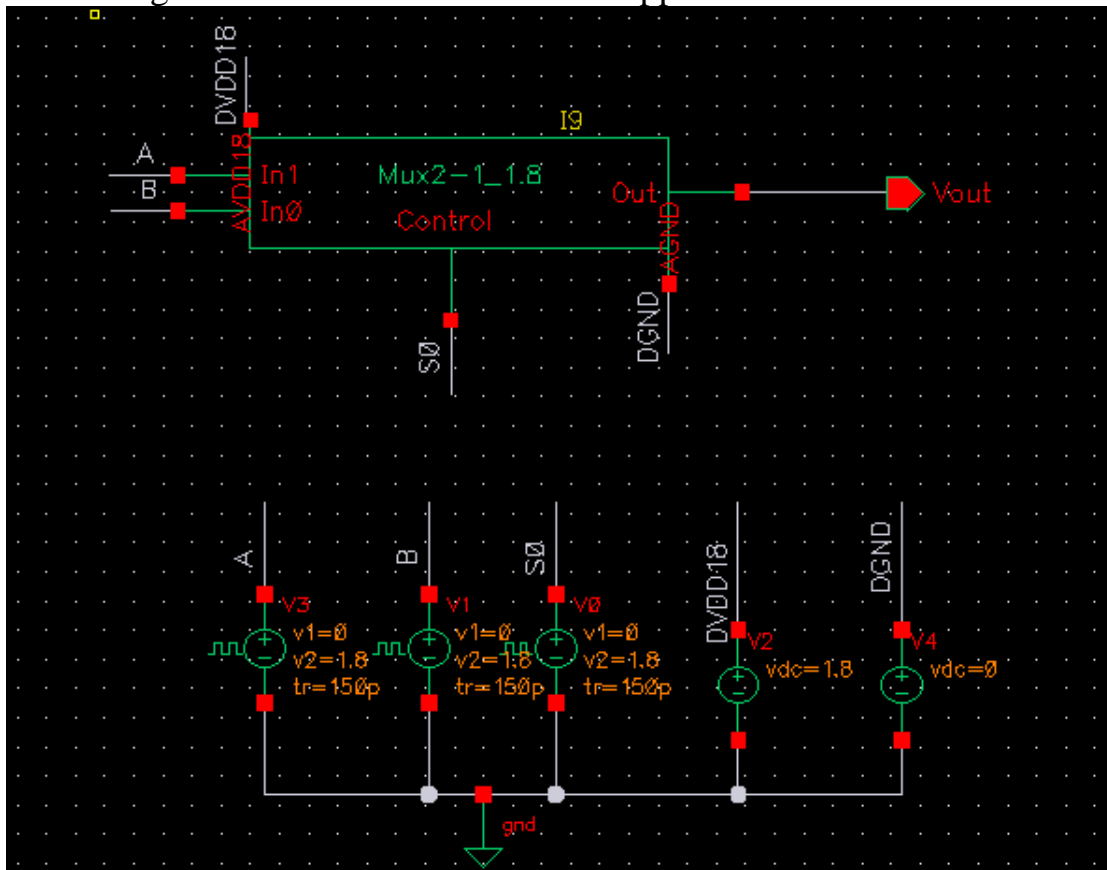 DVDD18
I9
A
In1
Mux2-1_1.8
B
In0
AVDD18
Control
Out
Vout
AGND
DGND
S0
A
B
S0
DVDD18
DGND
V3
V1
V0
V2
V4
v1=0
v1=0
v1=0
vdc=1.8
vdc=0
v2=1.8
v2=1.8
v2=1.8
tr=150p
tr=150p
tr=150p
gnd